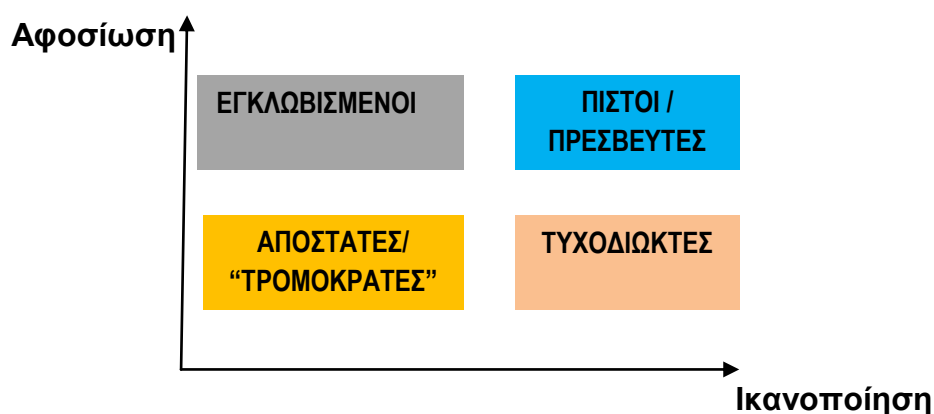 Αφοσίωση
ΕΓΚΛΩΒΙΣΜΕΝΟΙ
ΠΙΣΤΟΙ /
ΠΡΕΣΒΕΥΤΕΣ
ΑΠΟΣΤΑΤΕΣ/
“ΤΡΟΜΟΚΡΑΤΕΣ”
ΤΥΧΟΔΙΩΚΤΕΣ
Ικανοποίηση